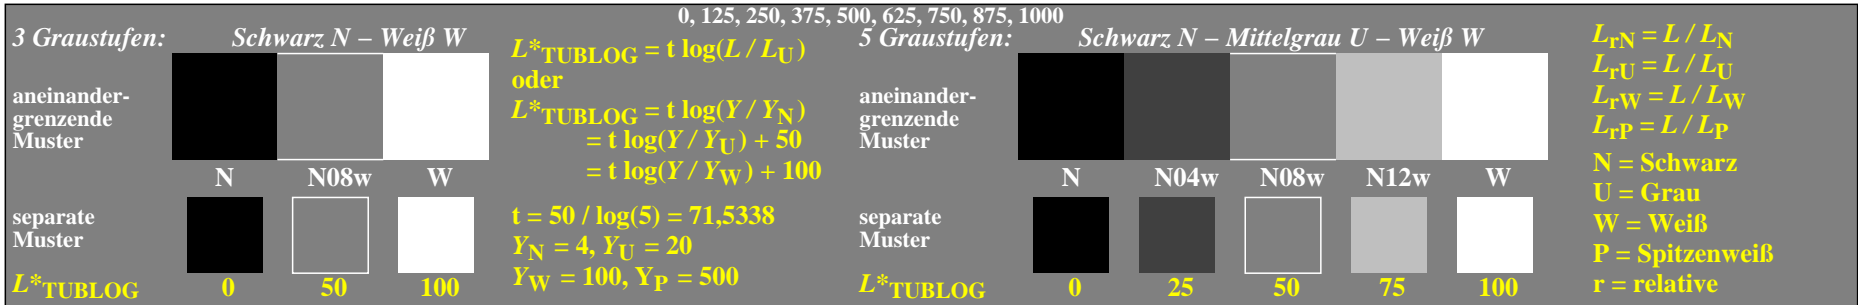 0, 125, 250, 375, 500, 625, 750, 875, 1000
3 Graustufen: Schwarz N – Weiß W
aneinander-
grenzende
Muster
N N08w W
separate
Muster
L*TUBLOG 0 50 100
L*TUBLOG = t log(L / LU)
oder
L*TUBLOG = t log(Y / YN)
= t log(Y / YU) + 50
= t log(Y / YW) + 100
t = 50 / log(5) = 71,5338
YN = 4, YU = 20
YW = 100, YP = 500
5 Graustufen: Schwarz N – Mittelgrau U – Weiß W
aneinander-
grenzende
Muster
N N04w N08w N12w W
separate
Muster
L*TUBLOG 0 25 50 75 100
LrN = L / LN
LrU = L / LU
LrW = L / LW
LrP = L / LP
N = Schwarz
U = Grau
W = Weiß
P = Spitzenweiß
r = relative